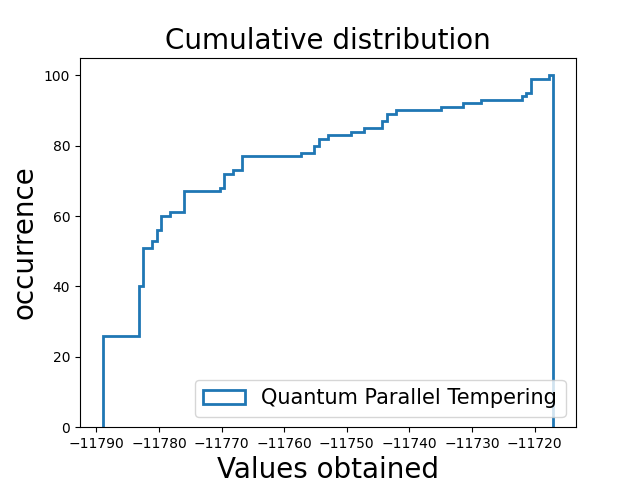 Cumulative distribution
100
80
60
40
20
0
occurrence
Quantum Parallel Tempering
−11790 −11780 −11770 −11760 −11750 −11740 −11730 −11720
Values obtained